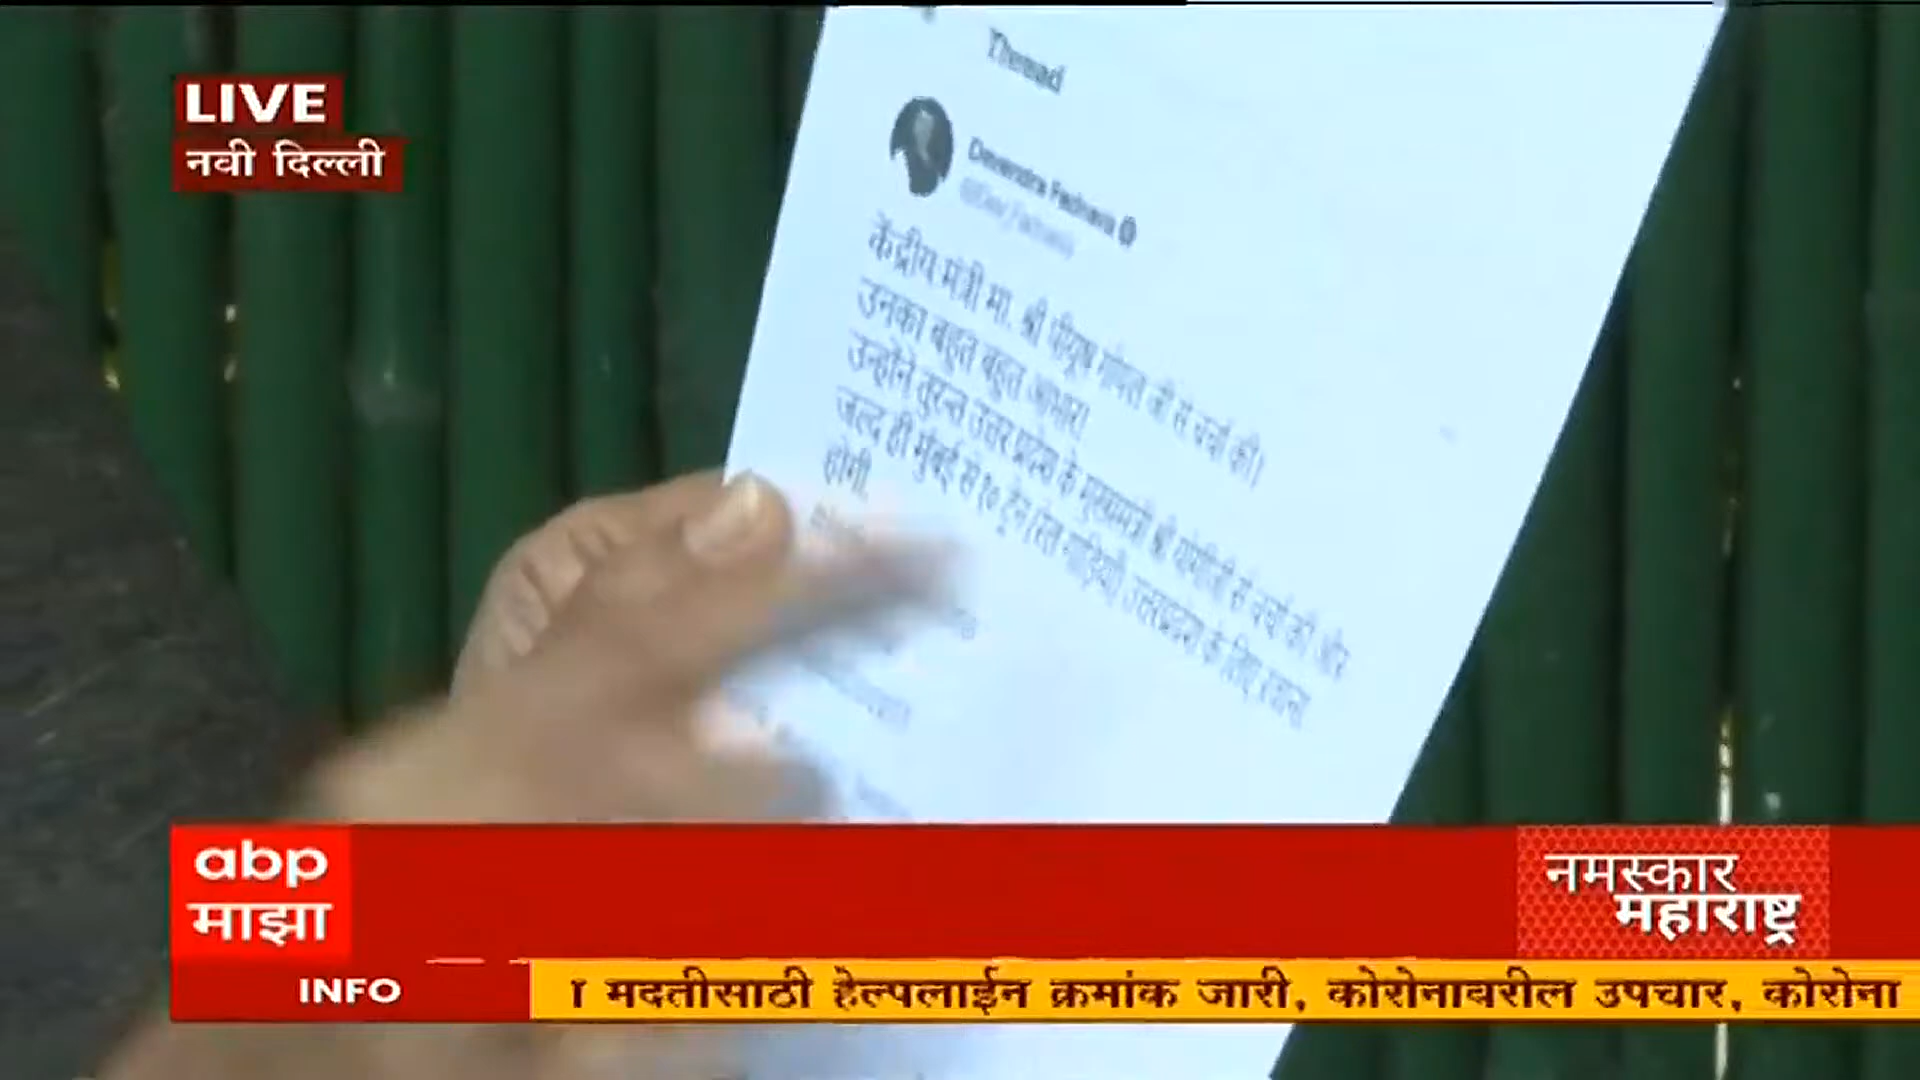 LIVE
नवी दिल्ली
Thread
Devendra Fadnavis
केंद्रीय मंत्री मा. श्री पीयूष गोयल जी से चर्चा की।
उनका बहुत बहुत आभार।
उन्होंने तुरन्त उत्तर प्रदेश के मुख्यमंत्री श्री योगीजी से चर्चा की और
जल्द ही मुंबई से १० ट्रेन (रेल गाड़ियाँ) उत्तरप्रदेश के लिए रवाना
होगी.
abp
माझा
नमस्कार
महाराष्ट्र
INFO
मदतीसाठी हेल्पलाईन क्रमांक जारी, कोरोनावरील उपचार, कोरोना